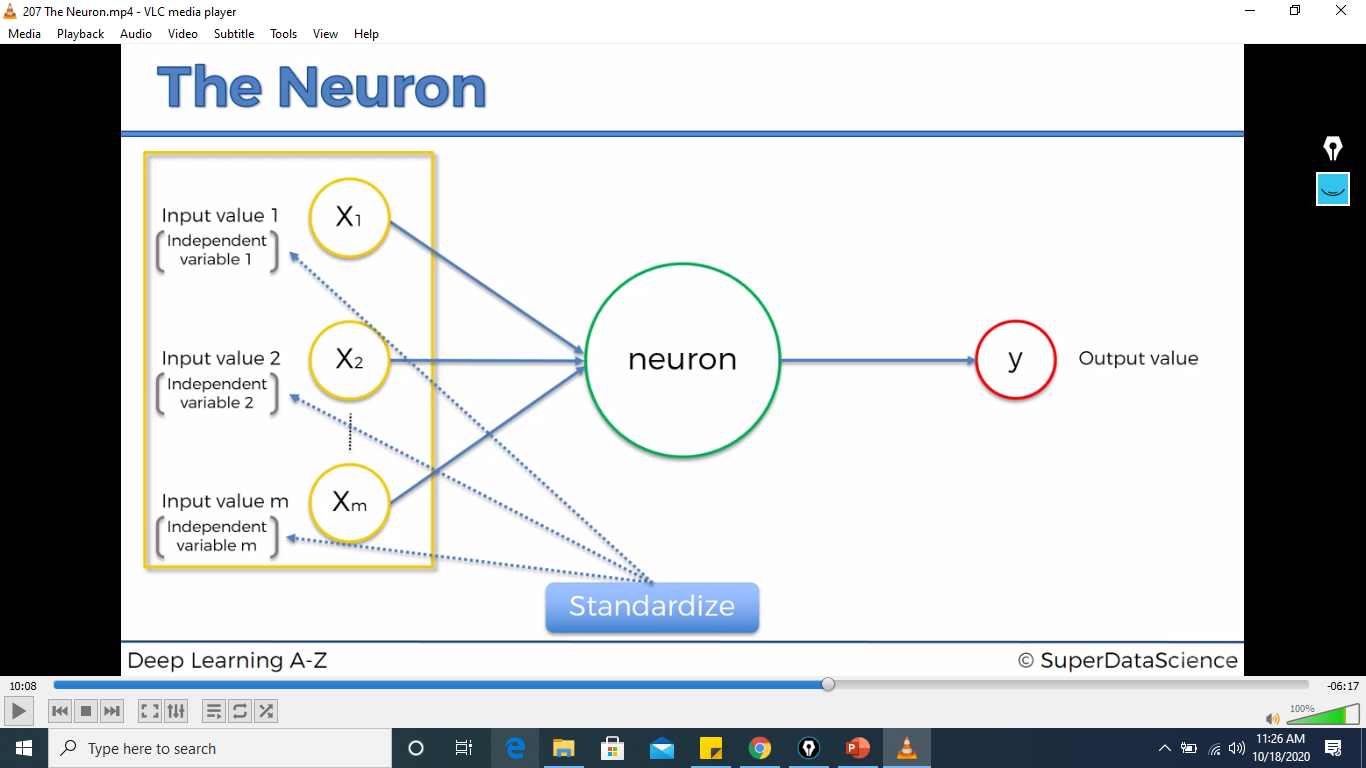 207 The Neuron.mp4 - VLC media player
Media Playback Audio Video Subtitle Tools View Help
The Neuron
Input value 1
Independent
variable 1
X1
Input value 2
Independent
variable 2
X2
Input value m
Independent
variable m
Xm
neuron
y
Output value
Standardize
Deep Learning A-Z
© SuperDataScience
10:08
-06:17
100%
Type here to search
11:26 AM
10/18/2020